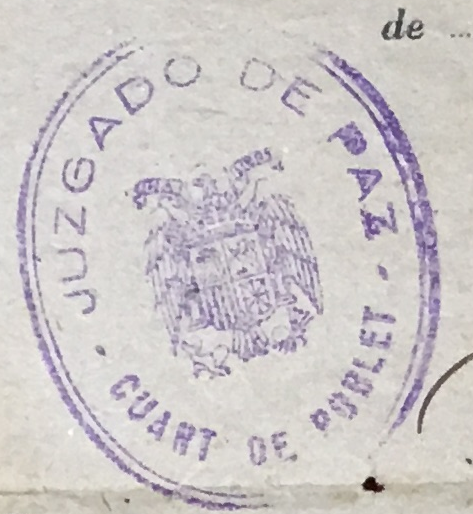 de ...
JUZGADO DE PAZ
- CUART DE POBLET -